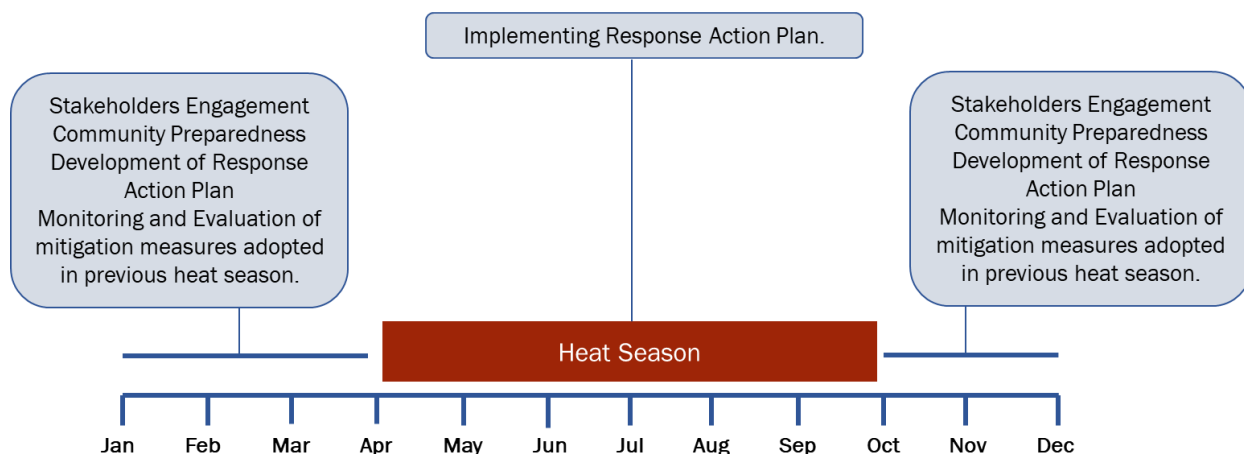 Implementing Response Action Plan.
Stakeholders Engagement
Community Preparedness
Development of Response
Action Plan
Monitoring and Evaluation of
mitigation measures adopted
in previous heat season.
Stakeholders Engagement
Community Preparedness
Development of Response
Action Plan
Monitoring and Evaluation of
mitigation measures adopted
in previous heat season.
Heat Season
Jan Feb Mar Apr May Jun Jul Aug Sep Oct Nov Dec